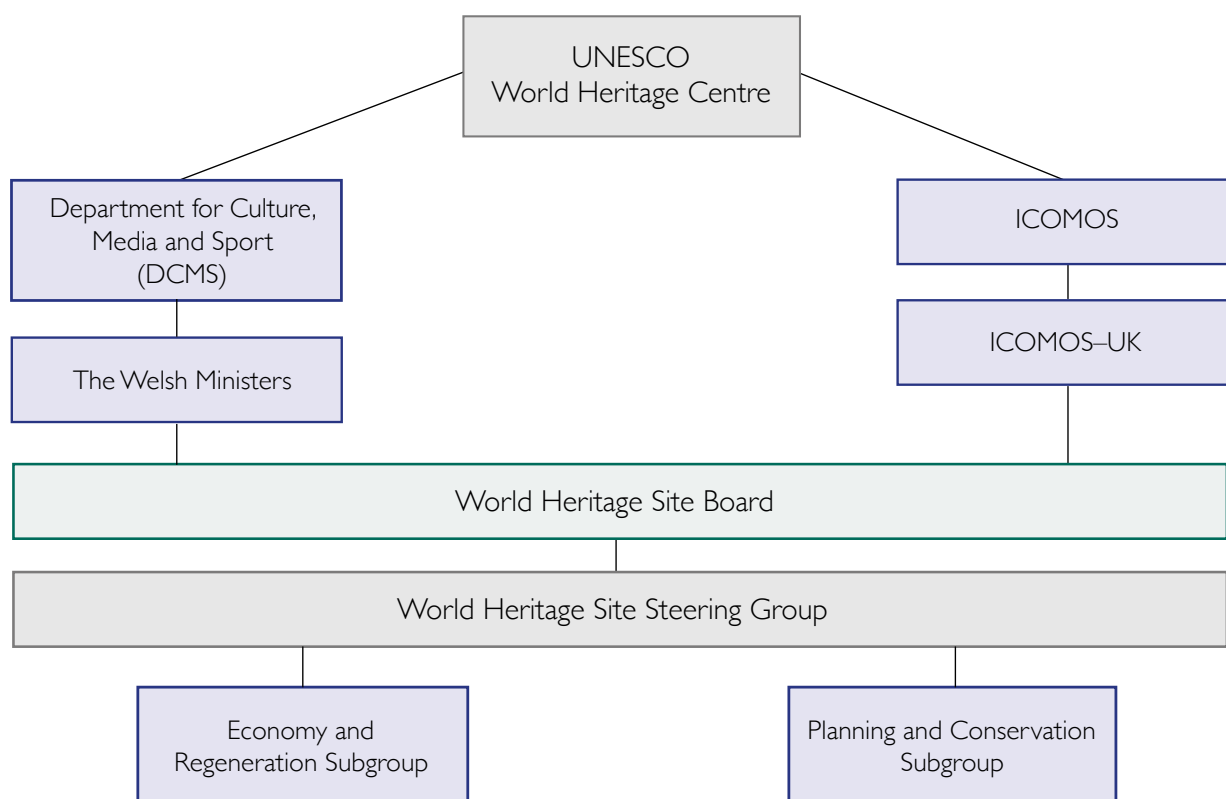 UNESCO
World Heritage Centre
Department for Culture,
Media and Sport
(DCMS)
ICOMOS
The Welsh Ministers
ICOMOS–UK
World Heritage Site Board
World Heritage Site Steering Group
Economy and
Regeneration Subgroup
Planning and Conservation
Subgroup